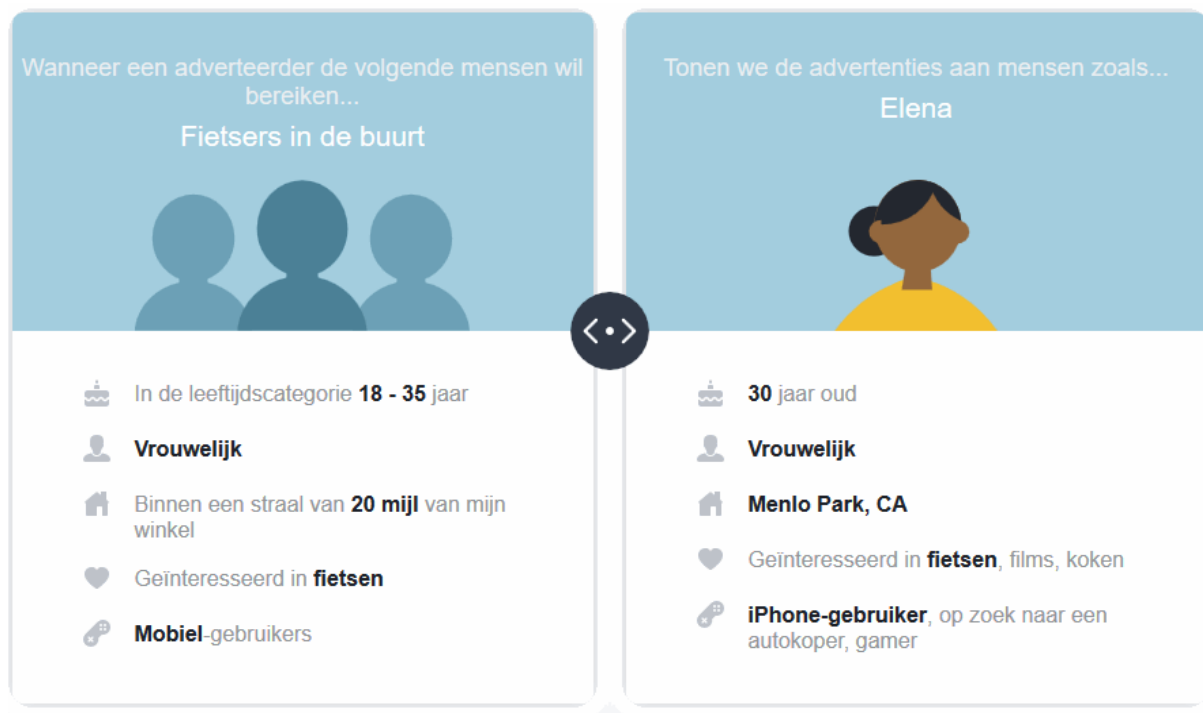 Wanneer een adverteerder de volgende mensen wil
bereiken...
Fietsers in de buurt
In de leeftijdscategorie 18 - 35 jaar
Vrouwelijk
Binnen een straal van 20 mijl van mijn
winkel
Geïnteresseerd in fietsen
Mobiel-gebruikers
Tonen we de advertenties aan mensen zoals...
Elena
30 jaar oud
Vrouwelijk
Menlo Park, CA
Geïnteresseerd in fietsen, films, koken
iPhone-gebruiker, op zoek naar een
autokoper, gamer